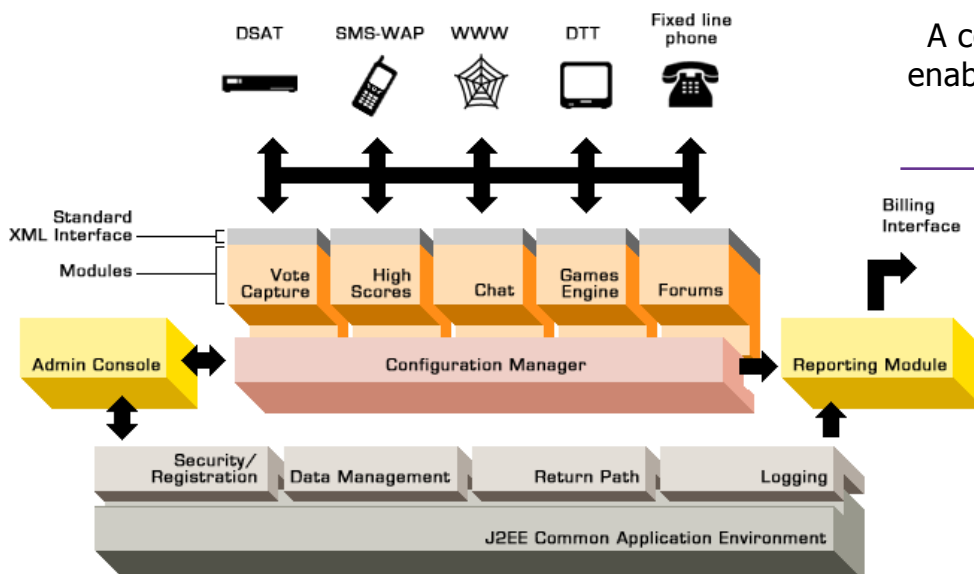 DSAT
SMS-WAP
WWW
DTT
Fixed line
phone
A c
enab
Standard
XML Interface
Modules
Vote
Capture
High
Scores
Chat
Games
Engine
Forums
Billing
Interface
Admin Console
Configuration Manager
Reporting Module
Security/
Registration
Data Management
Return Path
Logging
J2EE Common Application Environment